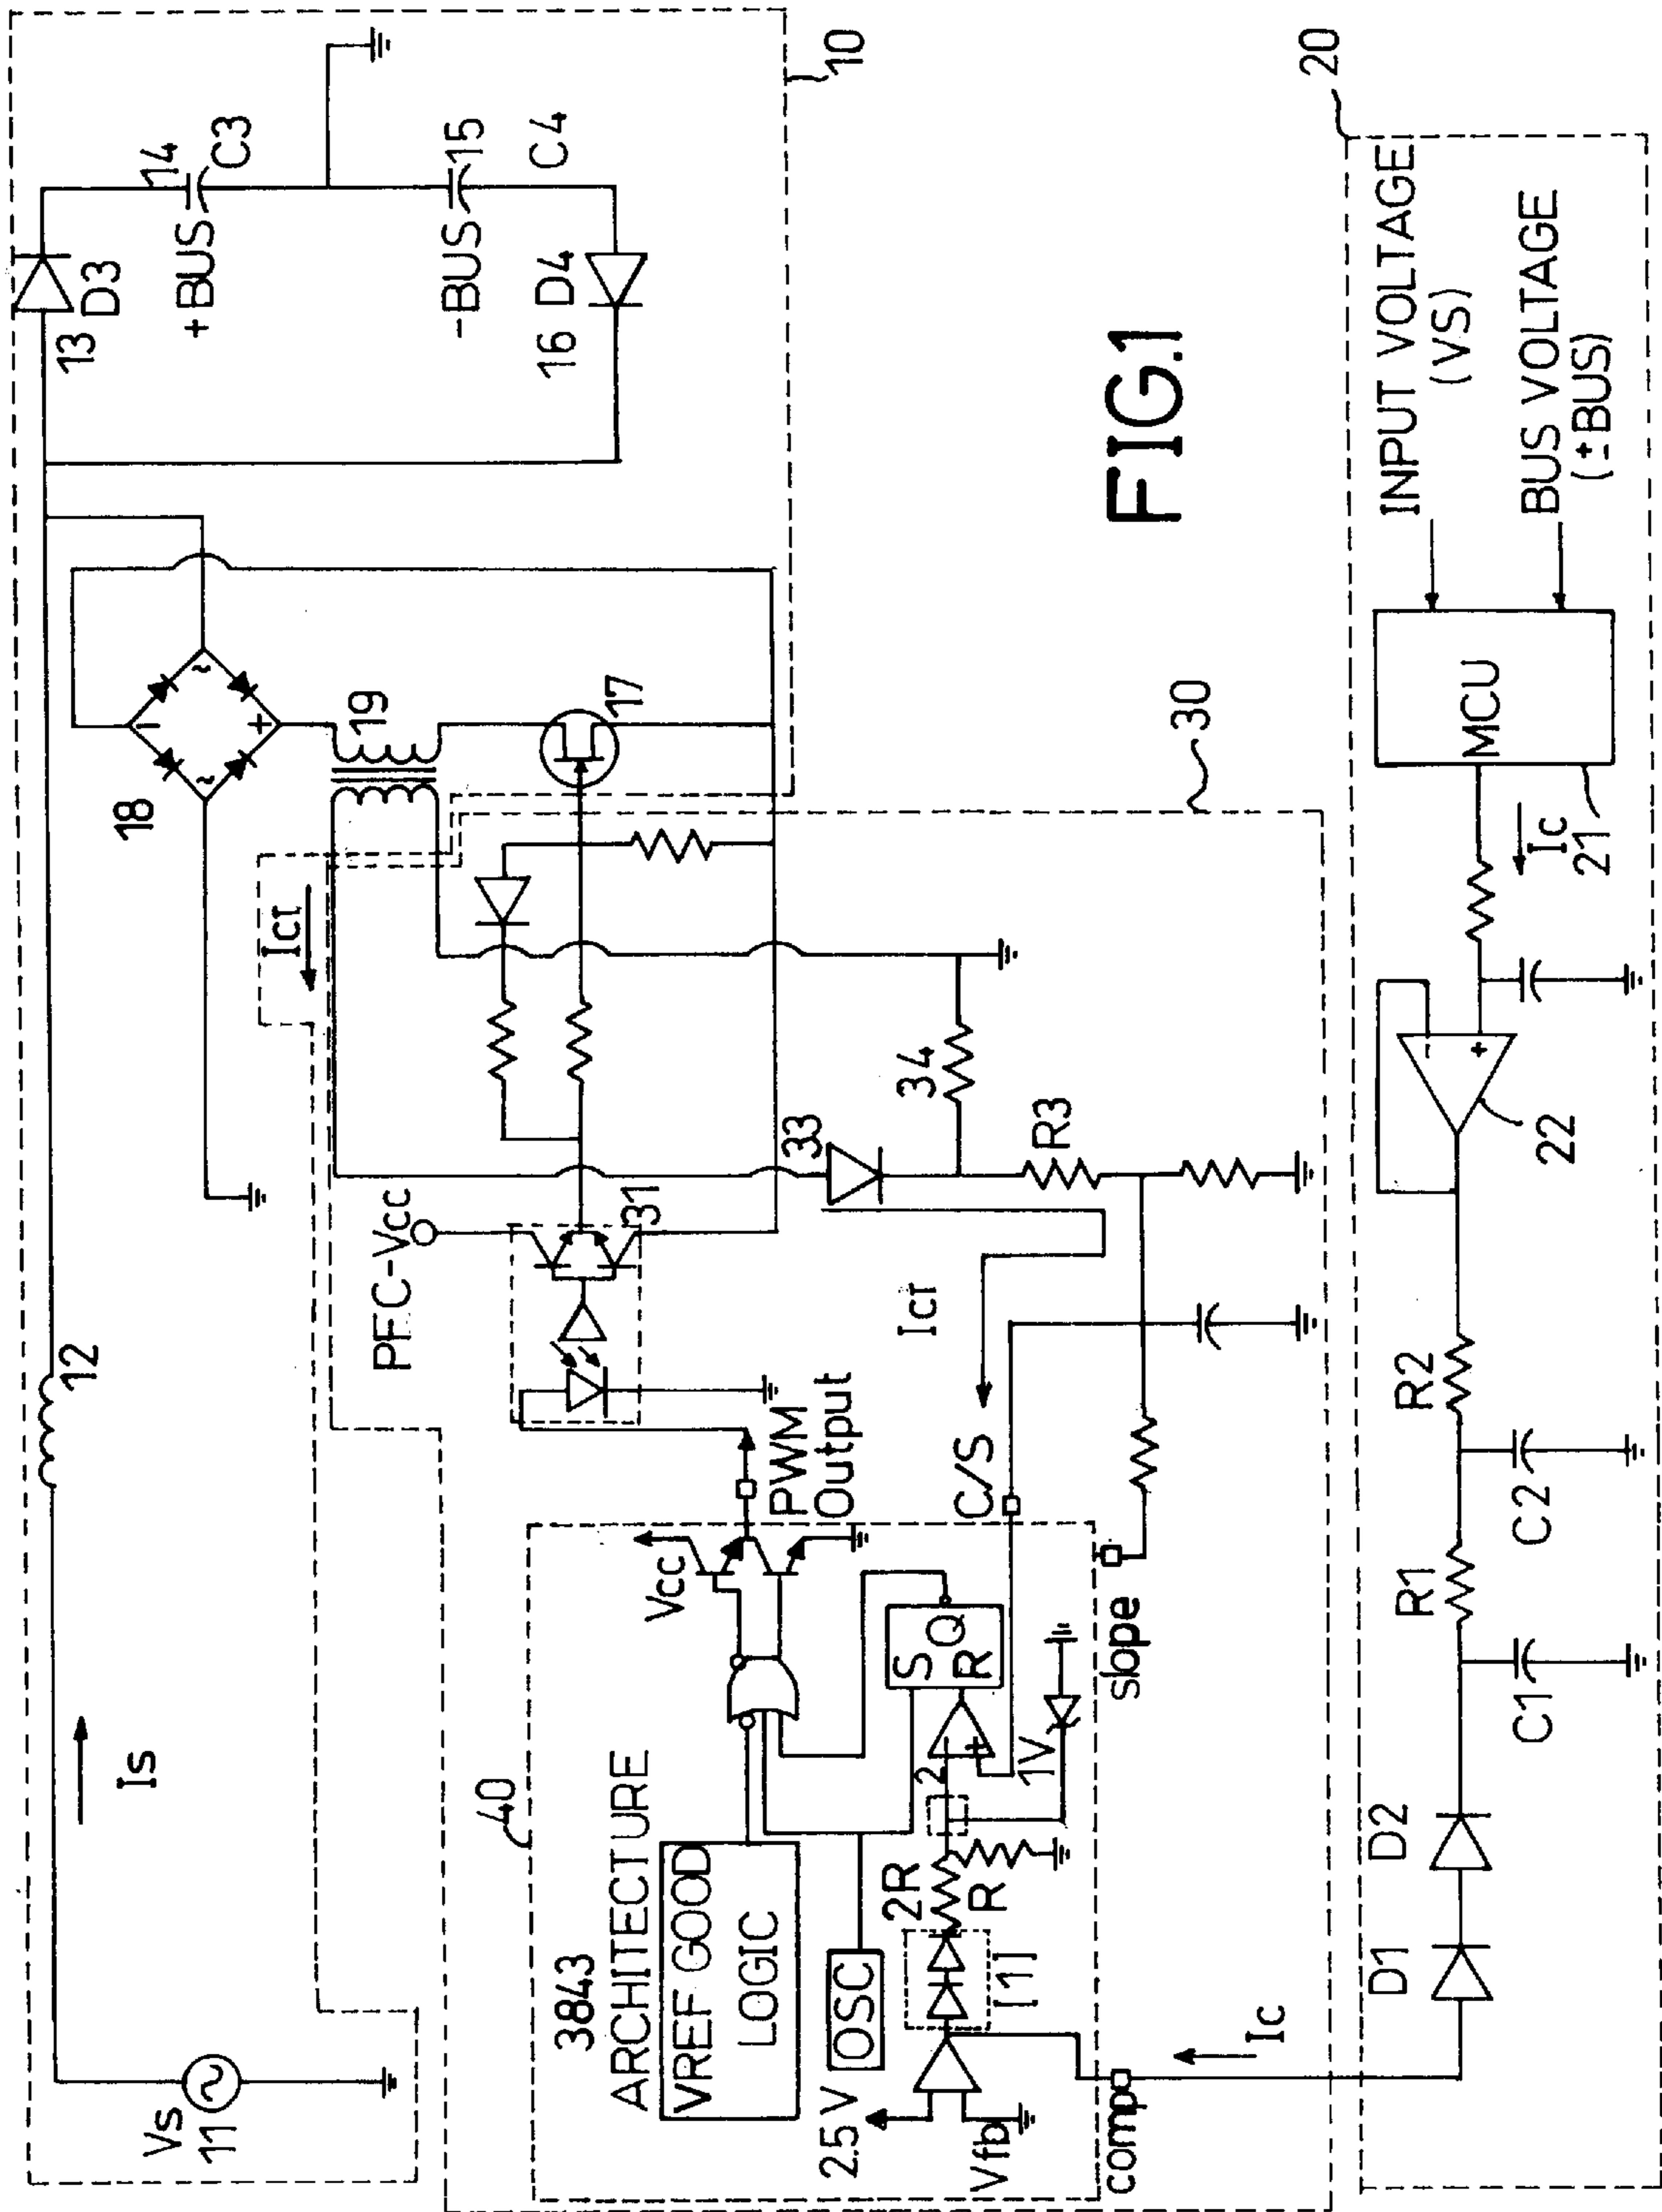 Vs
11
Is
12
13
D3
14
C3
+BUS
-BUS
15
C4
16
D4
10
18
~
~
-
+
19
17
Ict
PFC-Vcc
31
33
34
R3
30
Ict
C/S
PWM
Output
slope
comp
Ic
40
3843
ARCHITECTURE
VREF GOOD
LOGIC
Vcc
OSC
S
Q
R
2.5 V
Vfb
[1]
2R
R
2
-
+
1V
FIG.1
20
INPUT VOLTAGE
(VS)
BUS VOLTAGE
(±BUS)
MCU
21
Ic
-
+
22
R2
C2
R1
C1
D2
D1